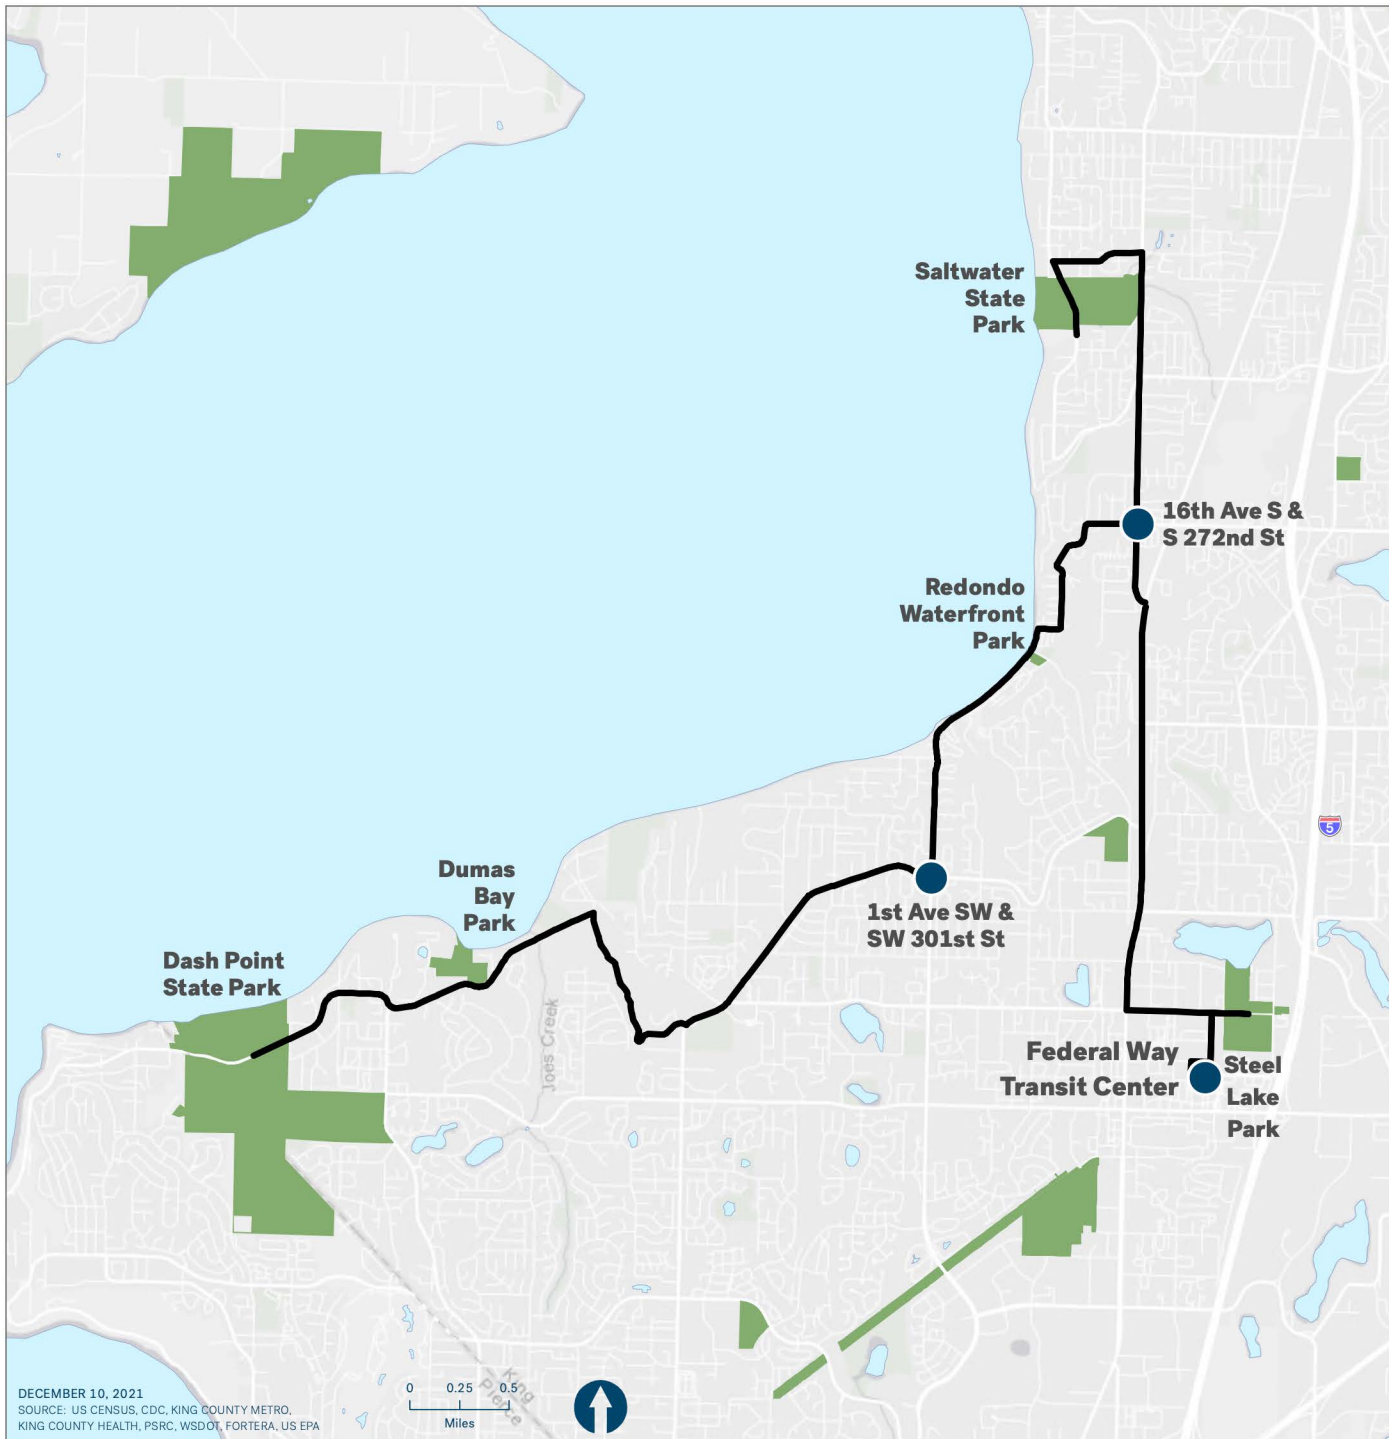 Saltwater
State
Park
16th Ave S &
S 272nd St
Redondo
Waterfront
Park
5
Dumas
Bay
Park
1st Ave SW &
SW 301st St
Dash Point
State Park
Joes Creek
Federal Way
Transit Center
Steel
Lake
Park
King
Pierce
0 0.25 0.5
Miles
DECEMBER 10, 2021
SOURCE: US CENSUS, CDC, KING COUNTY METRO,
KING COUNTY HEALTH, PSRC, WSDOT, FORTERRA, US EPA